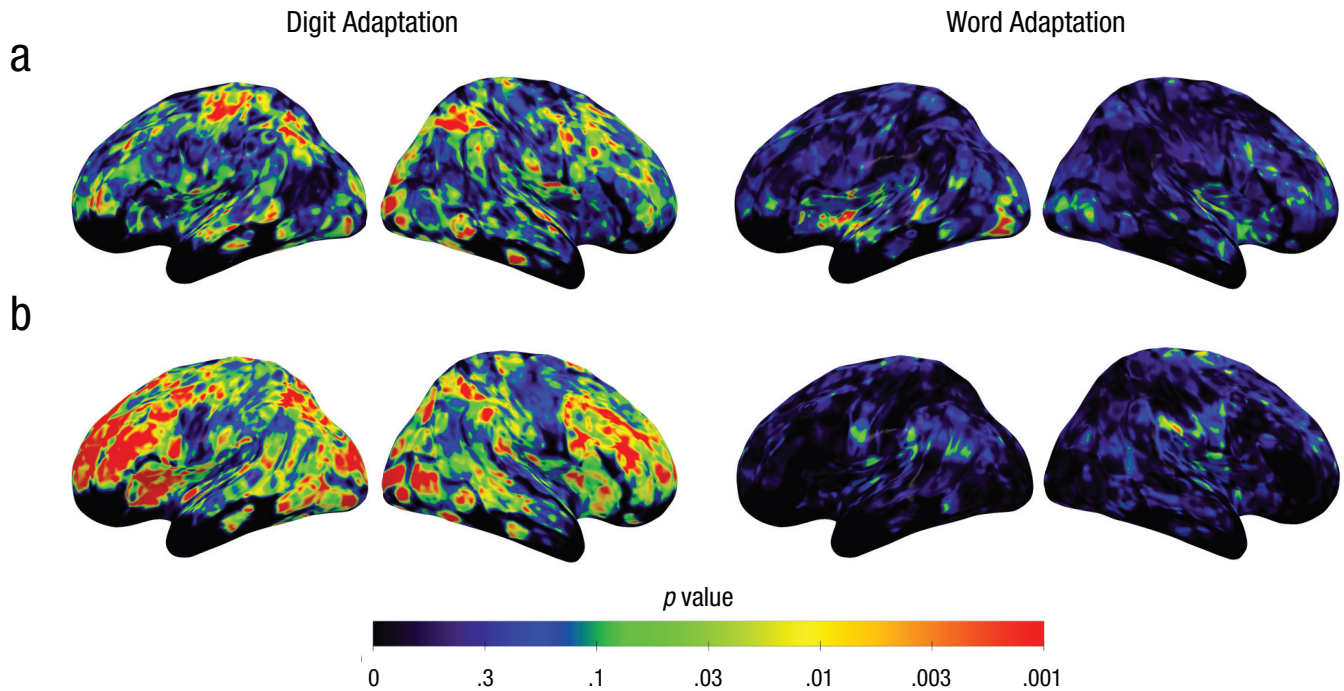 Digit Adaptation
Word Adaptation
a
b
p value
0 .3 .1 .03 .01 .003 .001